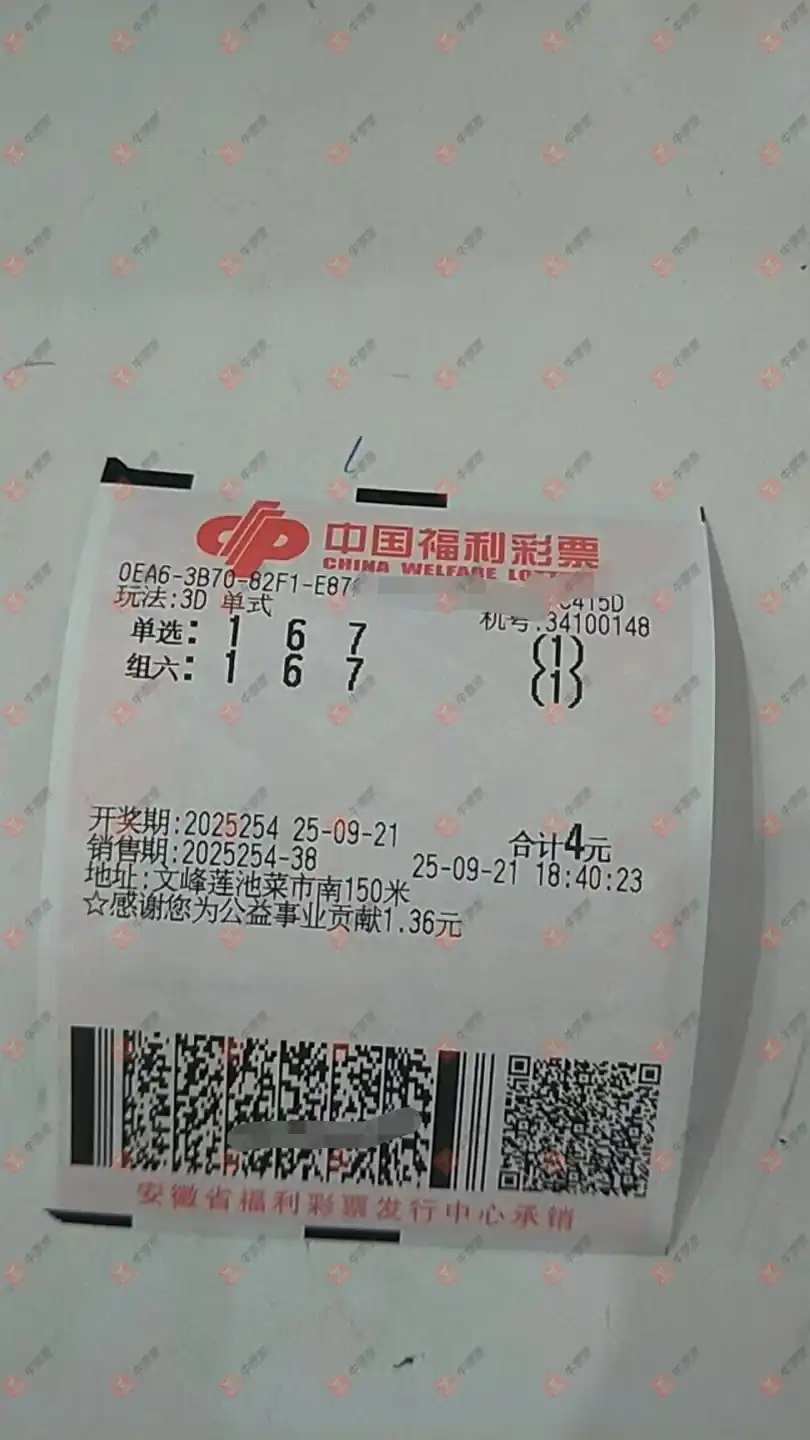 中国福利彩票
CHINA WELFARE
0EA6-3B70-82F1-E87
C415D
玩法:3D 单式
机号:34100148
单选: 1 6 7 (1)
组六: 1 6 7 (1)
开奖期:2025254 25-09-21 合计4元
销售期:2025254-38 25-09-21 18:40:23
地址:文峰莲池菜市南150米
☆感谢您为公益事业贡献1.36元
安徽省福利彩票发行中心承销